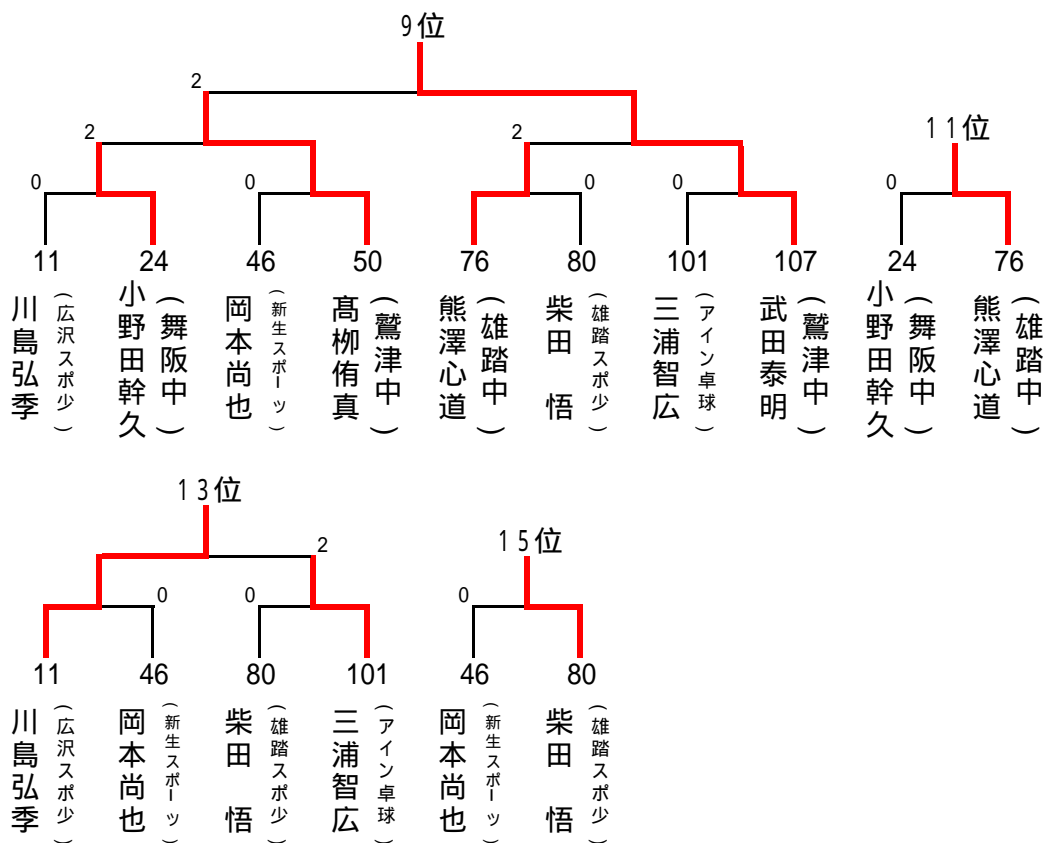 9位
2
2
2
11位
0
0
0
0
0
11
24
46
50
76
80
101
107
24
76
川島弘季
(広沢スポ少)
小野田幹久
(舞阪中)
岡本尚也
(新生スポーツ)
髙栁侑真
(鷲津中)
熊澤心道
(雄踏中)
柴田　悟
(雄踏スポ少)
三浦智広
(アイン卓球)
武田泰明
(鷲津中)
小野田幹久
(舞阪中)
熊澤心道
(雄踏中)
13位
2
15位
0
0
0
11
46
80
101
46
80
川島弘季
(広沢スポ少)
岡本尚也
(新生スポーツ)
柴田　悟
(雄踏スポ少)
三浦智広
(アイン卓球)
岡本尚也
(新生スポーツ)
柴田　悟
(雄踏スポ少)